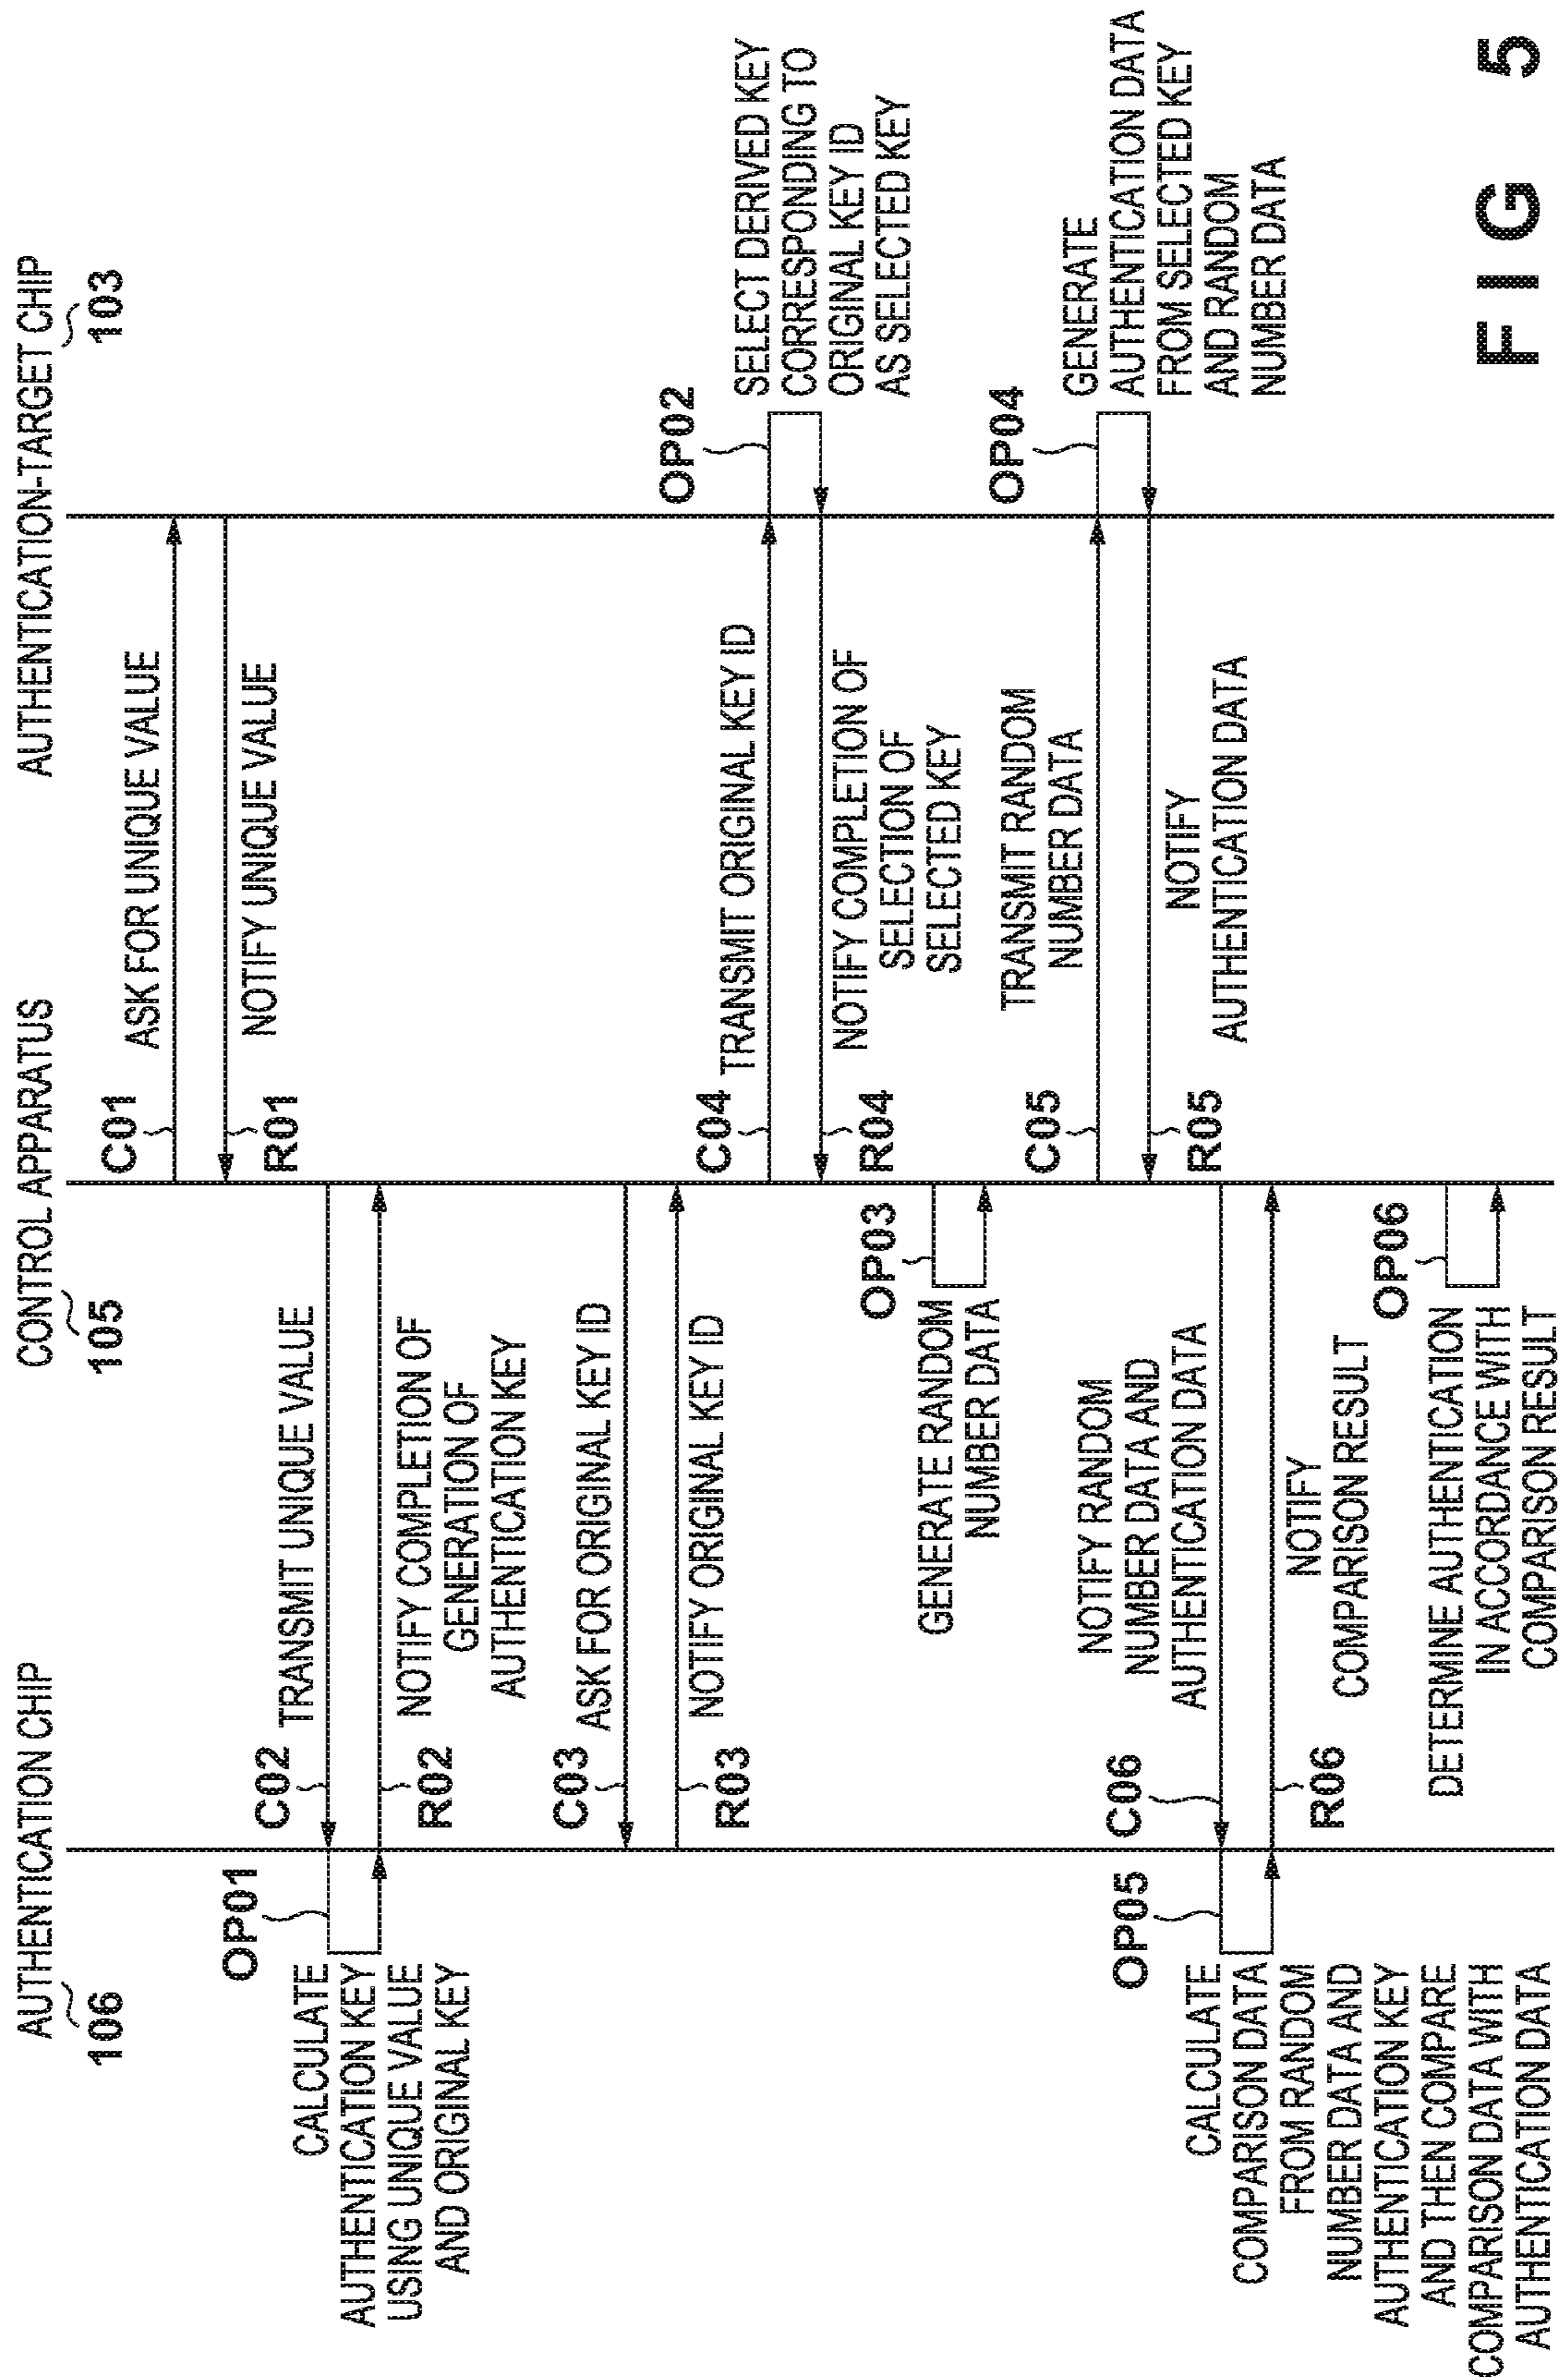 AUTHENTICATION CHIP
106
CONTROL APPARATUS
105
AUTHENTICATION-TARGET CHIP
103
C01
ASK FOR UNIQUE VALUE
NOTIFY UNIQUE VALUE
R01
C02
TRANSMIT UNIQUE VALUE
OP01
CALCULATE
AUTHENTICATION KEY
USING UNIQUE VALUE
AND ORIGINAL KEY
NOTIFY COMPLETION OF
GENERATION OF
AUTHENTICATION KEY
R02
C03
ASK FOR ORIGINAL KEY ID
NOTIFY ORIGINAL KEY ID
R03
C04
TRANSMIT ORIGINAL KEY ID
OP02
SELECT DERIVED KEY
CORRESPONDING TO
ORIGINAL KEY ID
AS SELECTED KEY
NOTIFY COMPLETION OF
SELECTION OF
SELECTED KEY
R04
OP03
GENERATE RANDOM
NUMBER DATA
C05
TRANSMIT RANDOM
NUMBER DATA
OP04
GENERATE
AUTHENTICATION DATA
FROM SELECTED KEY
AND RANDOM
NUMBER DATA
NOTIFY
AUTHENTICATION DATA
R05
C06
NOTIFY RANDOM
NUMBER DATA AND
AUTHENTICATION DATA
OP05
CALCULATE
COMPARISON DATA
FROM RANDOM
NUMBER DATA AND
AUTHENTICATION KEY
AND THEN COMPARE
COMPARISON DATA WITH
AUTHENTICATION DATA
NOTIFY
COMPARISON RESULT
R06
OP06
DETERMINE AUTHENTICATION
IN ACCORDANCE WITH
COMPARISON RESULT
FIG 5